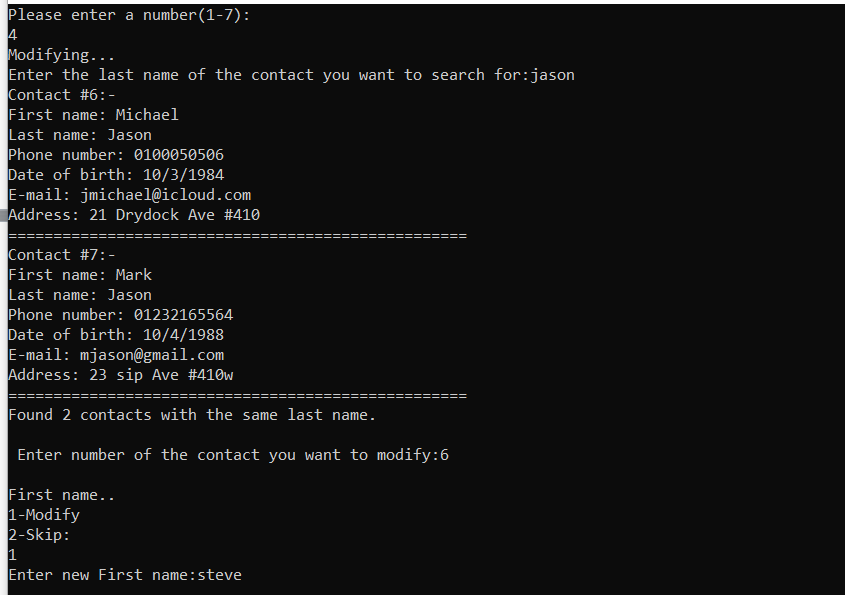 Please enter a number(1-7):
4
Modifying...
Enter the last name of the contact you want to search for:jason
Contact #6:-
First name: Michael
Last name: Jason
Phone number: 0100050506
Date of birth: 10/3/1984
E-mail: jmichael@icloud.com
Address: 21 Drydock Ave #410
===================================================
Contact #7:-
First name: Mark
Last name: Jason
Phone number: 01232165564
Date of birth: 10/4/1988
E-mail: mjason@gmail.com
Address: 23 sip Ave #410w
===================================================
Found 2 contacts with the same last name.
Enter number of the contact you want to modify:6
First name..
1-Modify
2-Skip:
1
Enter new First name:steve